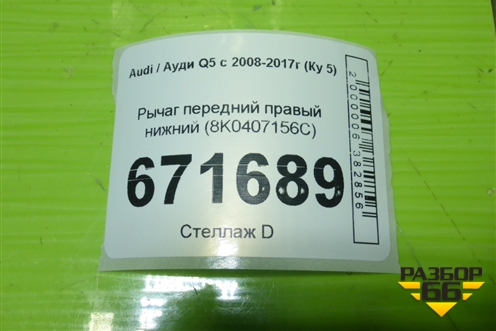 Audi / Ауди Q5 с 2008-2017г (Ку 5)
Рычаг передний правый
нижний (8K0407156C)
671689
Стеллаж D
2000006382856
РАЗБОР
66